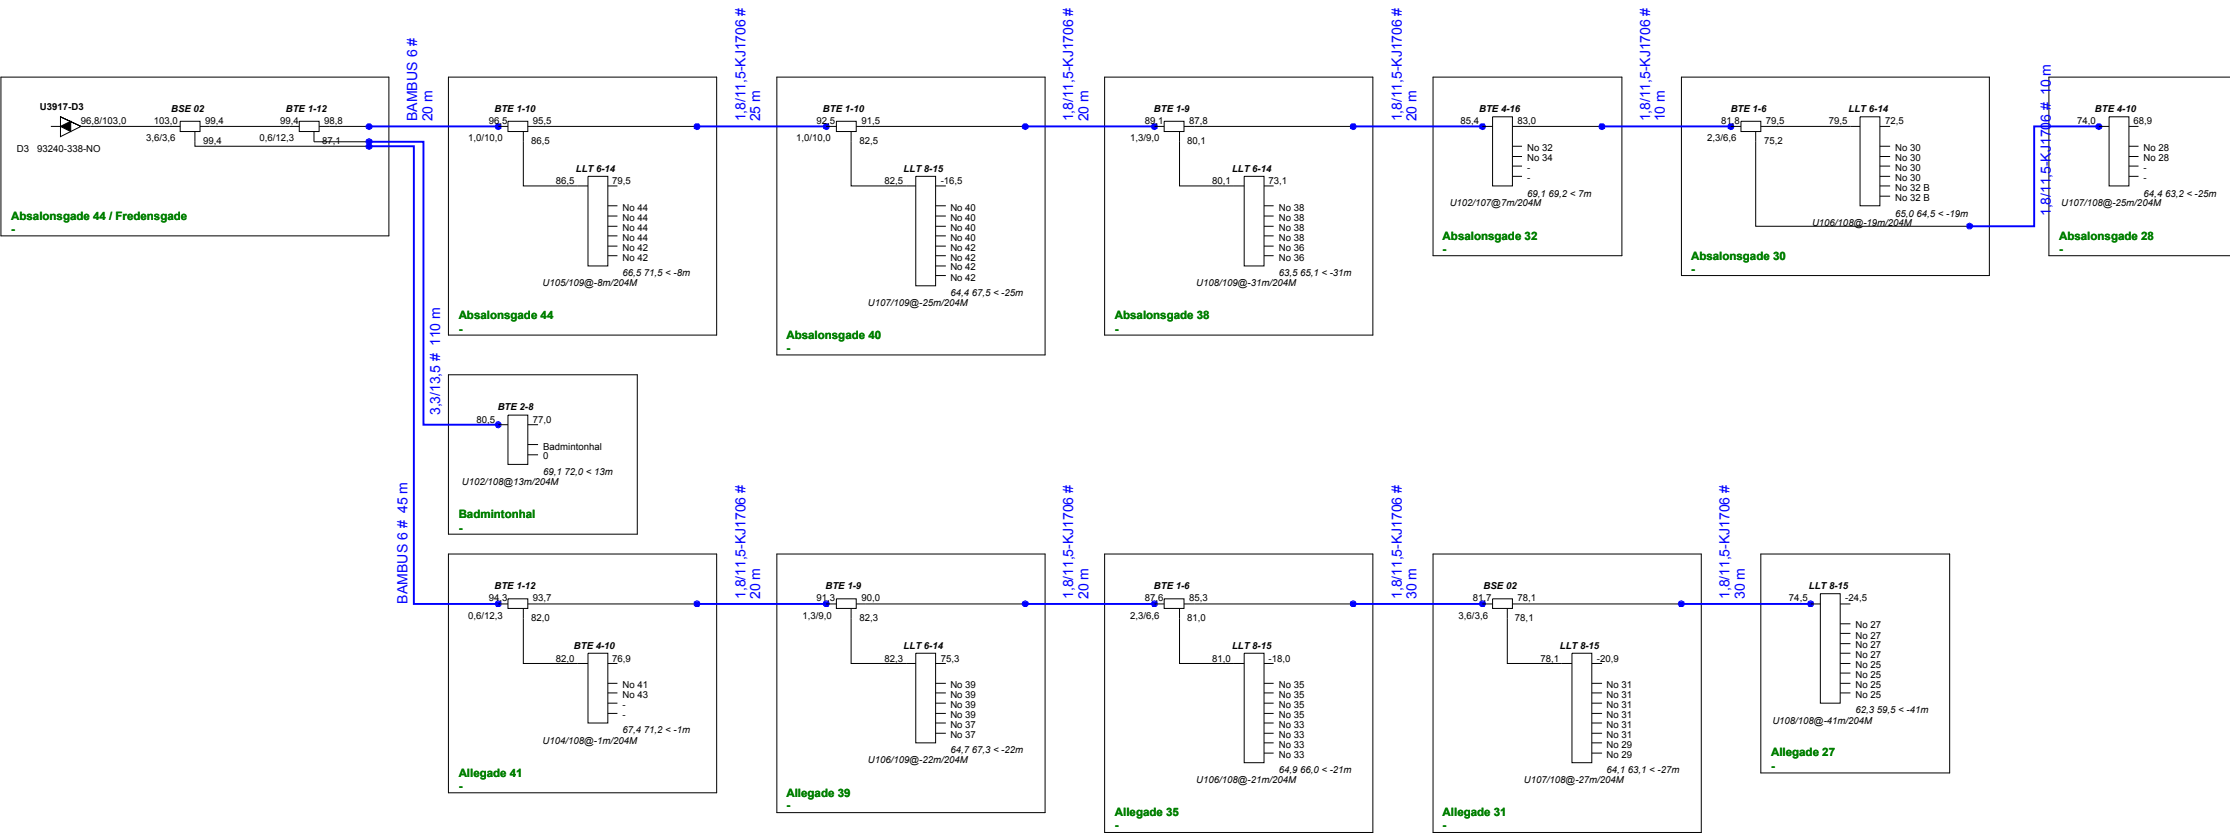 BAMBUS 6 #
20 m
1,8/11,5-KJ1706 #
25 m
1,8/11,5-KJ1706 #
20 m
1,8/11,5-KJ1706 #
20 m
1,8/11,5-KJ1706 #
10 m
1,8/11,5-KJ1706 # 10 m
U3917-D3
96,8/103,0
D3 93240-338-NO
BSE 02
103,0
99,4
3,6/3,6
99,4
BTE 1-12
99,4
98,8
0,6/12,3
87,1
Absalonsgade 44 / Fredensgade
-
BTE 1-10
96,5
95,5
1,0/10,0
86,5
LLT 6-14
86,5
79,5
No 44
No 44
No 44
No 44
No 42
No 42
66,5 71,5 < -8m
U105/109@-8m/204M
Absalonsgade 44
-
BTE 1-10
92,5
91,5
1,0/10,0
82,5
LLT 8-15
82,5
-16,5
No 40
No 40
No 40
No 40
No 42
No 42
No 42
No 42
64,4 67,5 < -25m
U107/109@-25m/204M
Absalonsgade 40
-
BTE 1-9
89,1
87,8
1,3/9,0
80,1
LLT 6-14
80,1
73,1
No 38
No 38
No 38
No 38
No 36
No 36
63,5 65,1 < -31m
U108/109@-31m/204M
Absalonsgade 38
-
BTE 4-16
85,4
83,0
No 32
No 34
-
-
69,1 69,2 < 7m
U102/107@7m/204M
Absalonsgade 32
-
BTE 1-6
81,8
79,5
2,3/6,6
75,2
LLT 6-14
79,5
72,5
No 30
No 30
No 30
No 30
No 32 B
No 32 B
65,0 64,5 < -19m
U106/108@-19m/204M
Absalonsgade 30
-
BTE 4-10
74,0
68,9
No 28
No 28
-
-
64,4 63,2 < -25m
U107/108@-25m/204M
Absalonsgade 28
-
3,3/13,5 # 110 m
BTE 2-8
80,5
77,0
Badmintonhal
0
69,1 72,0 < 13m
U102/108@13m/204M
Badmintonhal
-
BAMBUS 6 # 45 m
1,8/11,5-KJ1706 #
20 m
1,8/11,5-KJ1706 #
20 m
1,8/11,5-KJ1706 #
30 m
1,8/11,5-KJ1706 #
30 m
BTE 1-12
94,3
93,7
0,6/12,3
82,0
BTE 4-10
82,0
76,9
No 41
No 43
-
-
67,4 71,2 < -1m
U104/108@-1m/204M
Allegade 41
-
BTE 1-9
91,3
90,0
1,3/9,0
82,3
LLT 6-14
82,3
75,3
No 39
No 39
No 39
No 39
No 37
No 37
64,7 67,3 < -22m
U106/109@-22m/204M
Allegade 39
-
BTE 1-6
87,6
85,3
2,3/6,6
81,0
LLT 8-15
81,0
-18,0
No 35
No 35
No 35
No 35
No 33
No 33
No 33
No 33
64,9 66,0 < -21m
U106/108@-21m/204M
Allegade 35
-
BSE 02
81,7
78,1
3,6/3,6
78,1
LLT 8-15
78,1
-20,9
No 31
No 31
No 31
No 31
No 31
No 31
No 29
No 29
64,1 63,1 < -27m
U107/108@-27m/204M
Allegade 31
-
LLT 8-15
74,5
-24,5
No 27
No 27
No 27
No 27
No 25
No 25
No 25
No 25
62,3 59,5 < -41m
U108/108@-41m/204M
Allegade 27
-